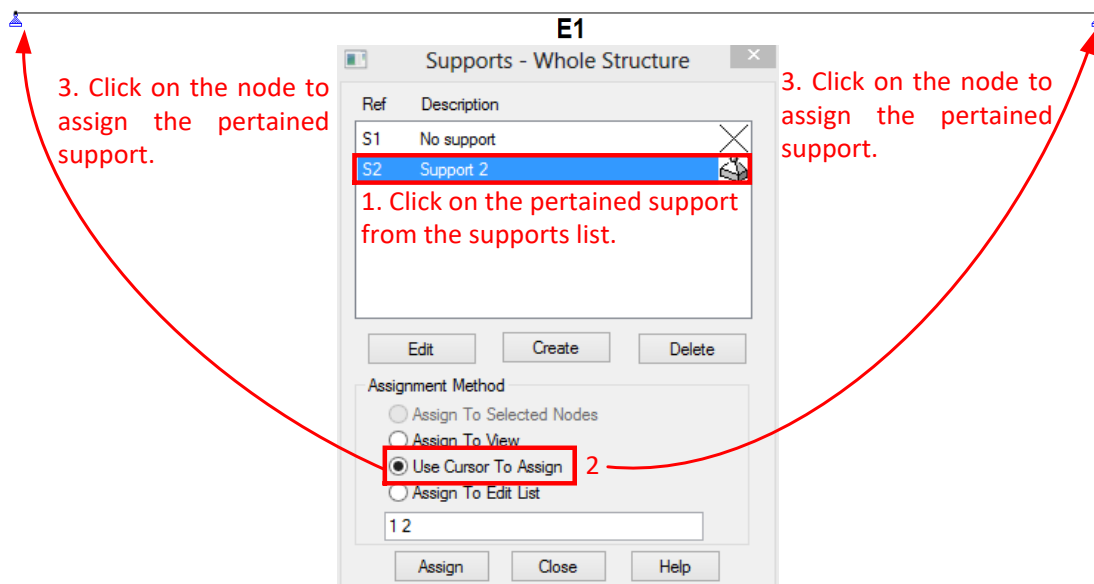 E1
Supports - Whole Structure
3. Click on the node to
assign the pertained
support.
3. Click on the node to
assign the pertained
support.
Ref Description
S1 No support
S2 Support 2
1. Click on the pertained support
from the supports list.
Edit Create Delete
Assignment Method
Assign To Selected Nodes
Assign To View
Use Cursor To Assign 2
Assign To Edit List
1 2
Assign Close Help